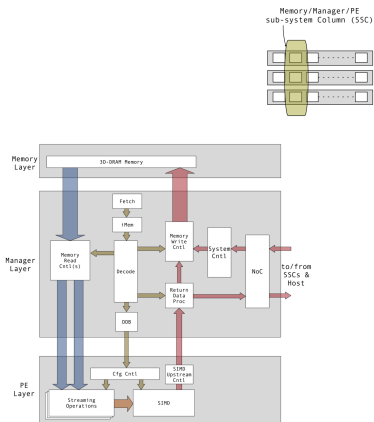 Memory/Manager/PE
sub-system Column (SSC)
Memory
Layer
3D-DRAM Memory
Manager
Layer
Fetch
iMem
Memory
Read
Cntl(s)
Decode
Memory
Write
Cntl
System
Cntl
NoC
to/from
SSCs &
Host
Return
Data
Proc
OOB
SIMD
Upstream
Cntl
PE
Layer
Cfg Cntl
Streaming
Operations
SIMD